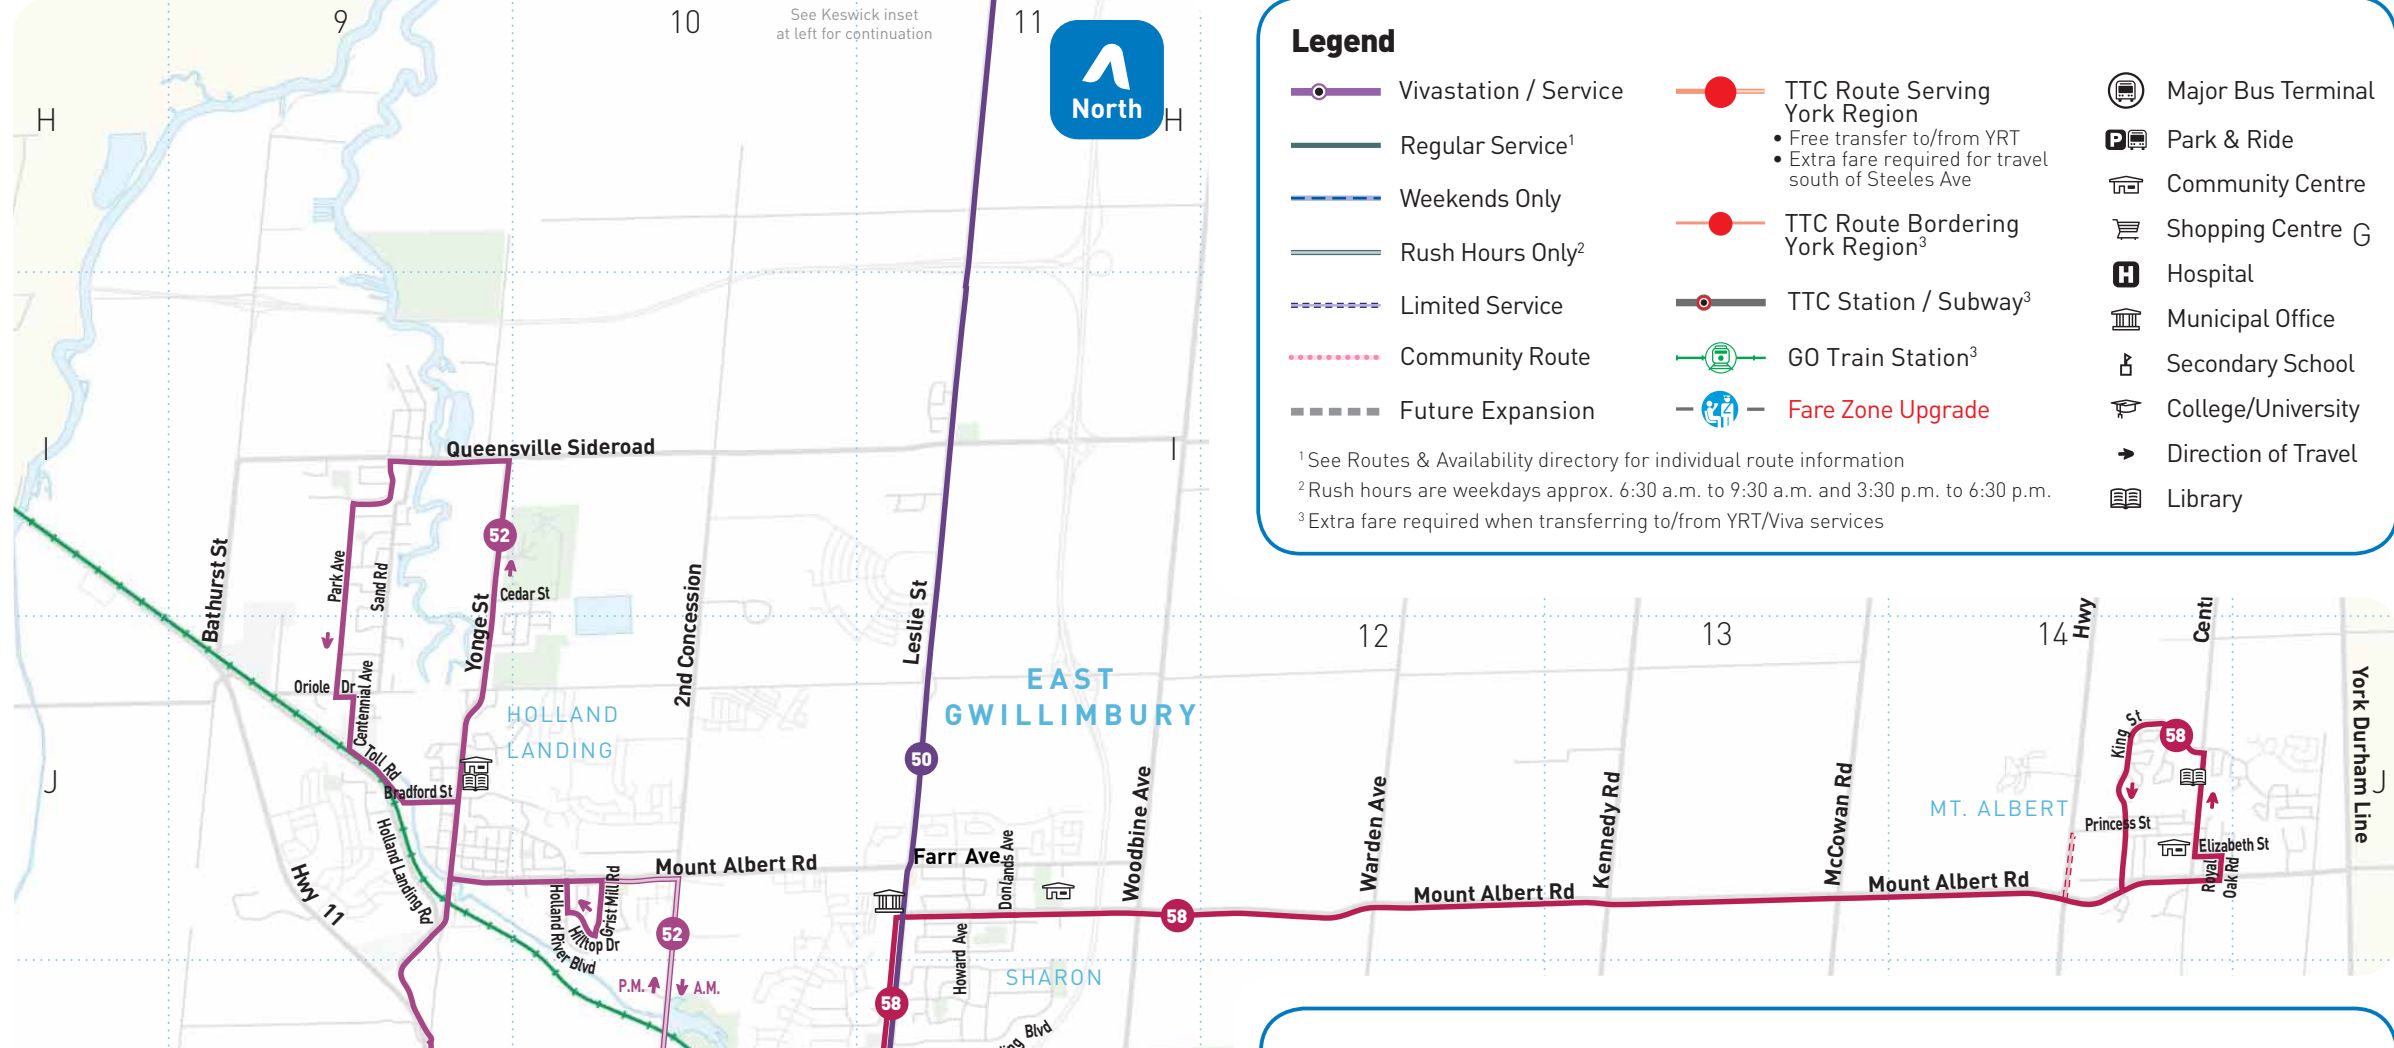 9
10
See Keswick inset
at left for continuation
11
North
H
H
Legend
Vivastation / Service
Regular Service1
Weekends Only
Rush Hours Only2
Limited Service
Community Route
Future Expansion
TTC Route Serving
York Region
• Free transfer to/from YRT
• Extra fare required for travel
south of Steeles Ave
TTC Route Bordering
York Region3
TTC Station / Subway3
GO Train Station3
Fare Zone Upgrade
Major Bus Terminal
P
Park & Ride
Community Centre
Shopping Centre
G
H
Hospital
Municipal Office
Secondary School
College/University
Direction of Travel
Library
1 See Routes & Availability directory for individual route information
2 Rush hours are weekdays approx. 6:30 a.m. to 9:30 a.m. and 3:30 p.m. to 6:30 p.m.
3 Extra fare required when transferring to/from YRT/Viva services
I
I
Queensville Sideroad
52
Bathurst St
Park Ave
Sand Rd
Yonge St
Cedar St
2nd Concession
Leslie St
12
13
14
Hwy
York Durham Line
Oriole Dr
Centennial Ave
HOLLAND
LANDING
EAST
GWILLIMBURY
50
J
Toll Rd
Bradford St
Holland Landing Rd
Hwy 11
Mount Albert Rd
Farr Ave
Donlands Ave
Woodbine Ave
Warden Ave
Kennedy Rd
McCowan Rd
King St
58
J
MT. ALBERT
Princess St
Elizabeth St
Royal
Oak Rd
Mount Albert Rd
Mount Albert Rd
58
Holland River Blvd
Grist Mill Rd
Hilltop Dr
52
P.M.
A.M.
Howard Ave
SHARON
58
Blvd